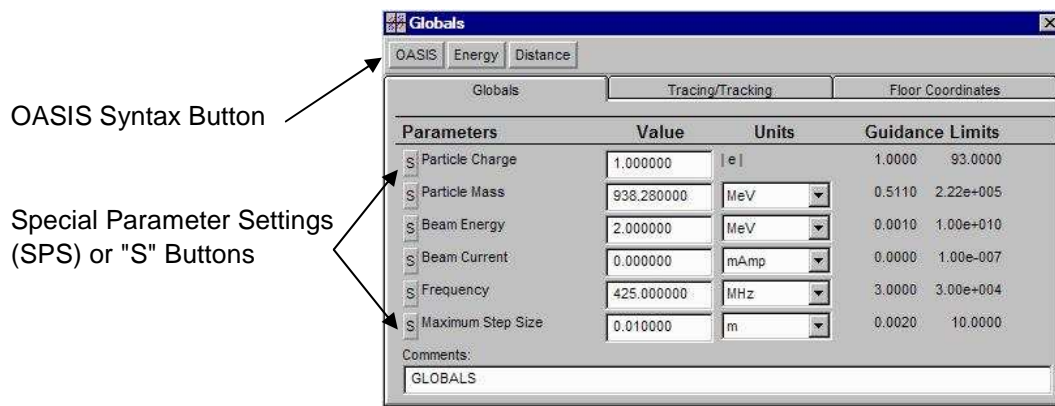 Globals
OASIS Energy Distance
Globals Tracing/Tracking Floor Coordinates
OASIS Syntax Button
Parameters Value Units Guidance Limits
S Particle Charge 1.000000 | e | 1.0000 93.0000
S Particle Mass 938.280000 MeV 0.5110 2.22e+005
Special Parameter Settings
(SPS) or "S" Buttons
S Beam Energy 2.000000 MeV 0.0010 1.00e+010
S Beam Current 0.000000 mAmp 0.0000 1.00e-007
S Frequency 425.000000 MHz 3.0000 3.00e+004
S Maximum Step Size 0.010000 m 0.0020 10.0000
Comments:
GLOBALS